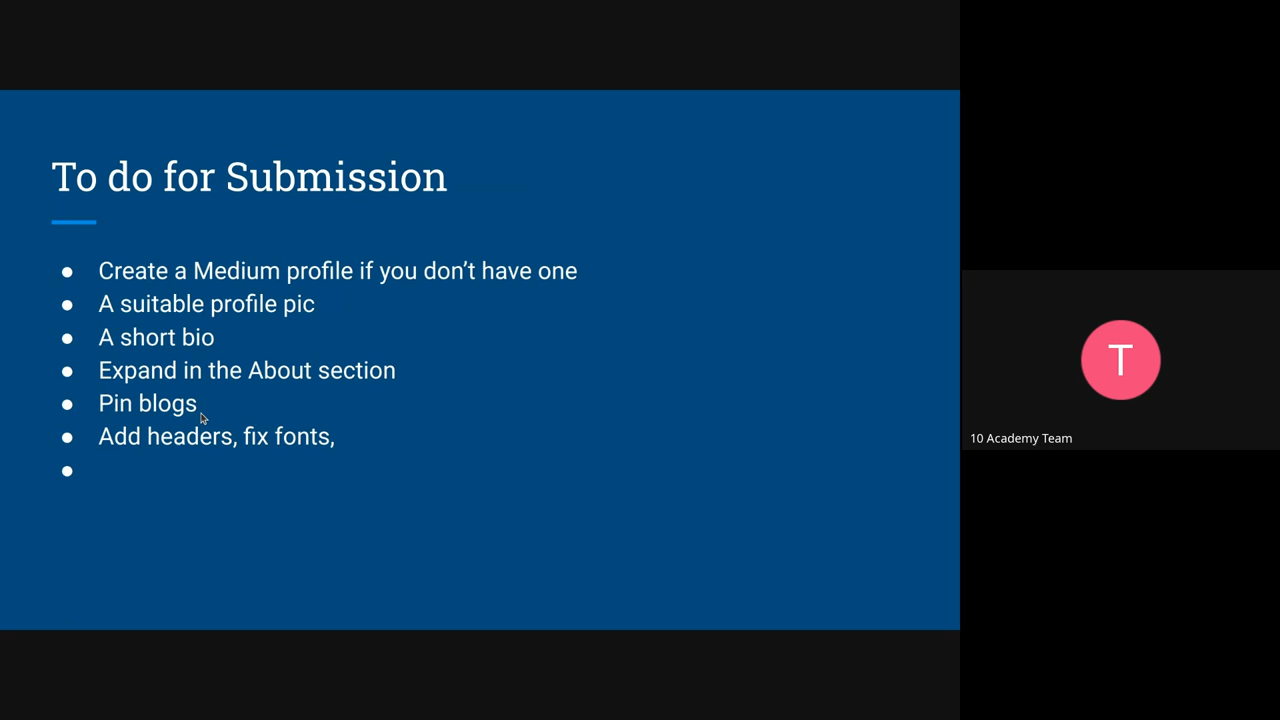 To do for Submission
● Create a Medium profile if you don’t have one
● A suitable profile pic
● A short bio
● Expand in the About section
● Pin blogs
● Add headers, fix fonts,
●
T
10 Academy Team